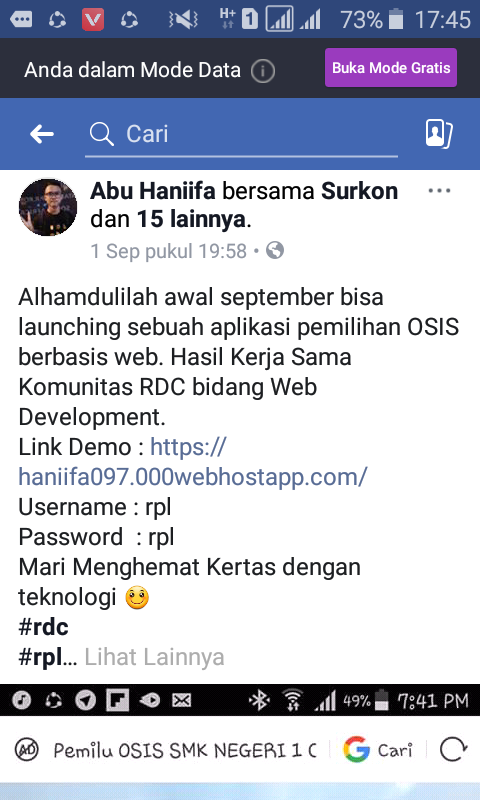 H+ 1 73% 17:45
Anda dalam Mode Data i Buka Mode Gratis
Cari
Abu Haniifa bersama Surkon
dan 15 lainnya.
1 Sep pukul 19:58 •
Alhamdulilah awal september bisa
launching sebuah aplikasi pemilihan OSIS
berbasis web. Hasil Kerja Sama
Komunitas RDC bidang Web
Development.
Link Demo : https://
haniifa097.000webhostapp.com/
Username : rpl
Password : rpl
Mari Menghemat Kertas dengan
teknologi
#rdc
#rpl... Lihat Lainnya
49% 7:41 PM
AD Pemilu OSIS SMK NEGERI 1 C G Cari